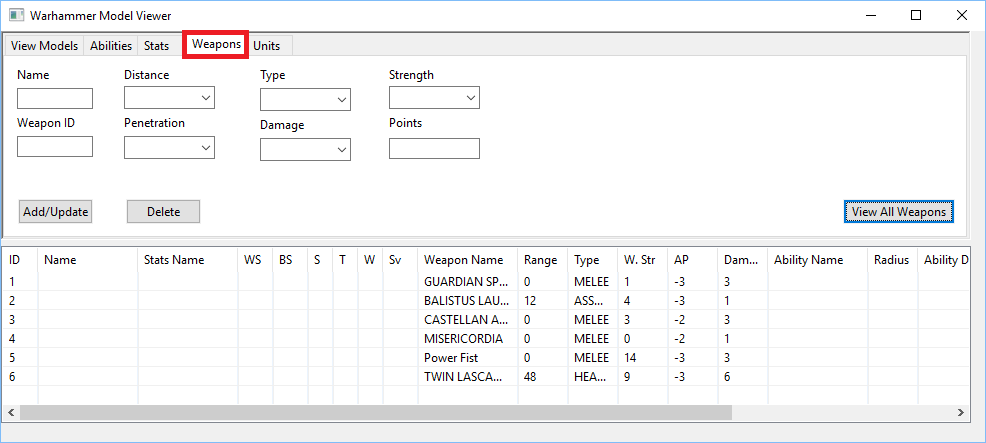 Warhammer Model Viewer
View Models Abilities Stats Weapons Units
Name Distance Type Strength
Weapon ID Penetration Damage Points
Add/Update Delete View All Weapons
ID Name Stats Name WS BS S T W Sv Weapon Name Range Type W. Str AP Dam... Ability Name Radius Ability D
1 GUARDIAN SP... 0 MELEE 1 -3 3
2 BALISTUS LAU... 12 ASS... 4 -3 1
3 CASTELLAN A... 0 MELEE 3 -2 3
4 MISERICORDIA 0 MELEE 0 -2 1
5 Power Fist 0 MELEE 14 -3 3
6 TWIN LASCA... 48 HEA... 9 -3 6